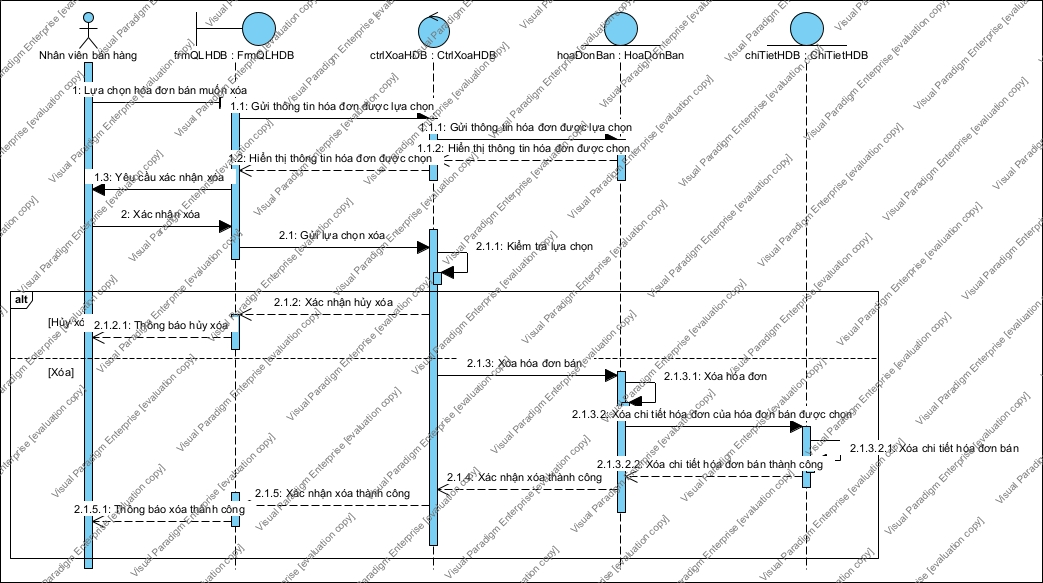 Nhân viên bán hàng
frmQLHDB : FrmQLHDB
ctrlXoaHDB : CtrlXoaHDB
hoaDonBan : HoaDonBan
chiTietHDB : ChiTietHDB
1: Lựa chọn hóa đơn bán muốn xóa
1.1: Gửi thông tin hóa đơn được lựa chọn
1.1.1: Gửi thông tin hóa đơn được lựa chọn
1.1.2: Hiển thị thông tin hóa đơn được chọn
1.2: Hiển thị thông tin hóa đơn được chọn
1.3: Yêu cầu xác nhận xóa
2: Xác nhận xóa
2.1: Gửi lựa chọn xóa
2.1.1: Kiểm tra lựa chọn
alt
2.1.2: Xác nhận hủy xóa
[Hủy xó
2.1.2.1: Thông báo hủy xóa
2.1.3: Xóa hóa đơn bán
[Xóa]
2.1.3.1: Xóa hóa đơn
2.1.3.2: Xóa chi tiết hóa đơn của hóa đơn bán được chọn
2.1.3.2.1: Xóa chi tiết hóa đơn bán
2.1.3.2.2: Xóa chi tiết hóa đơn bán thành công
2.1.4: Xác nhận xóa thành công
2.1.5: Xác nhận xóa thành công
2.1.5.1: Thông báo xóa thành công
Visual Paradigm Enterprise [evaluation copy]